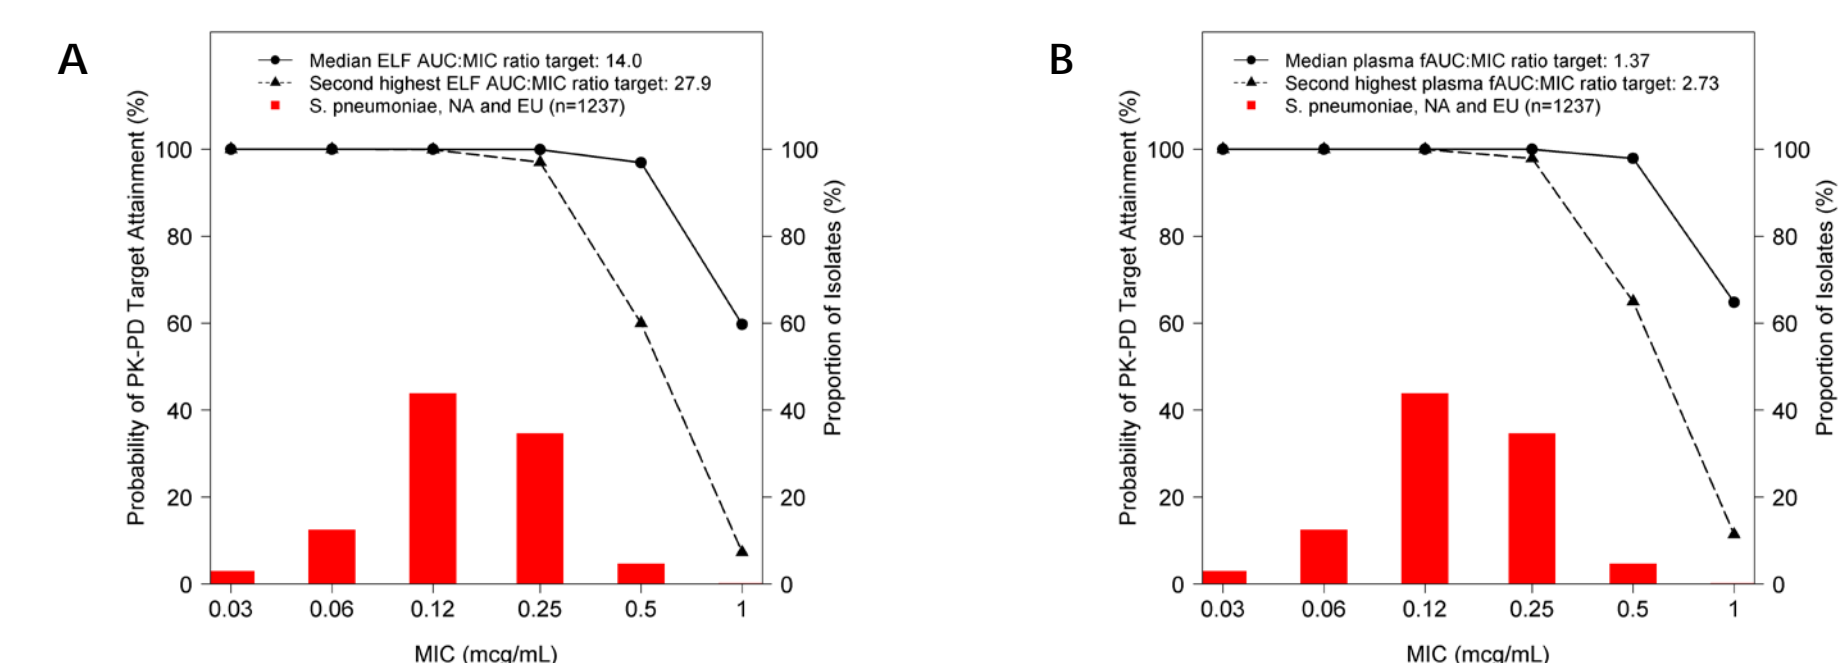 A
Median ELF AUC:MIC ratio target: 14.0
Second highest ELF AUC:MIC ratio target: 27.9
S. pneumoniae, NA and EU (n=1237)
Probability of PK-PD Target Attainment (%)
100
80
60
40
20
0
100
80
60
40
20
0
Proportion of Isolates (%)
0.03 0.06 0.12 0.25 0.5 1
MIC (mcg/mL)
B
Median plasma fAUC:MIC ratio target: 1.37
Second highest plasma fAUC:MIC ratio target: 2.73
S. pneumoniae, NA and EU (n=1237)
Probability of PK-PD Target Attainment (%)
100
80
60
40
20
0
100
80
60
40
20
0
Proportion of Isolates (%)
0.03 0.06 0.12 0.25 0.5 1
MIC (mcg/mL)